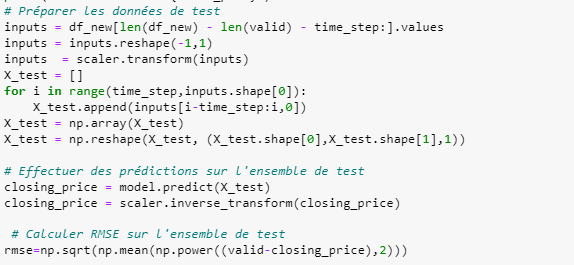 # Préparer les données de test
inputs = df_new[len(df_new) - len(valid) - time_step:].values
inputs = inputs.reshape(-1,1)
inputs  = scaler.transform(inputs)
X_test = []
for i in range(time_step,inputs.shape[0]):
    X_test.append(inputs[i-time_step:i,0])
X_test = np.array(X_test)
X_test = np.reshape(X_test, (X_test.shape[0],X_test.shape[1],1))

# Effectuer des prédictions sur l'ensemble de test
closing_price = model.predict(X_test)
closing_price = scaler.inverse_transform(closing_price)

 # Calculer RMSE sur l'ensemble de test
rmse=np.sqrt(np.mean(np.power((valid-closing_price),2)))